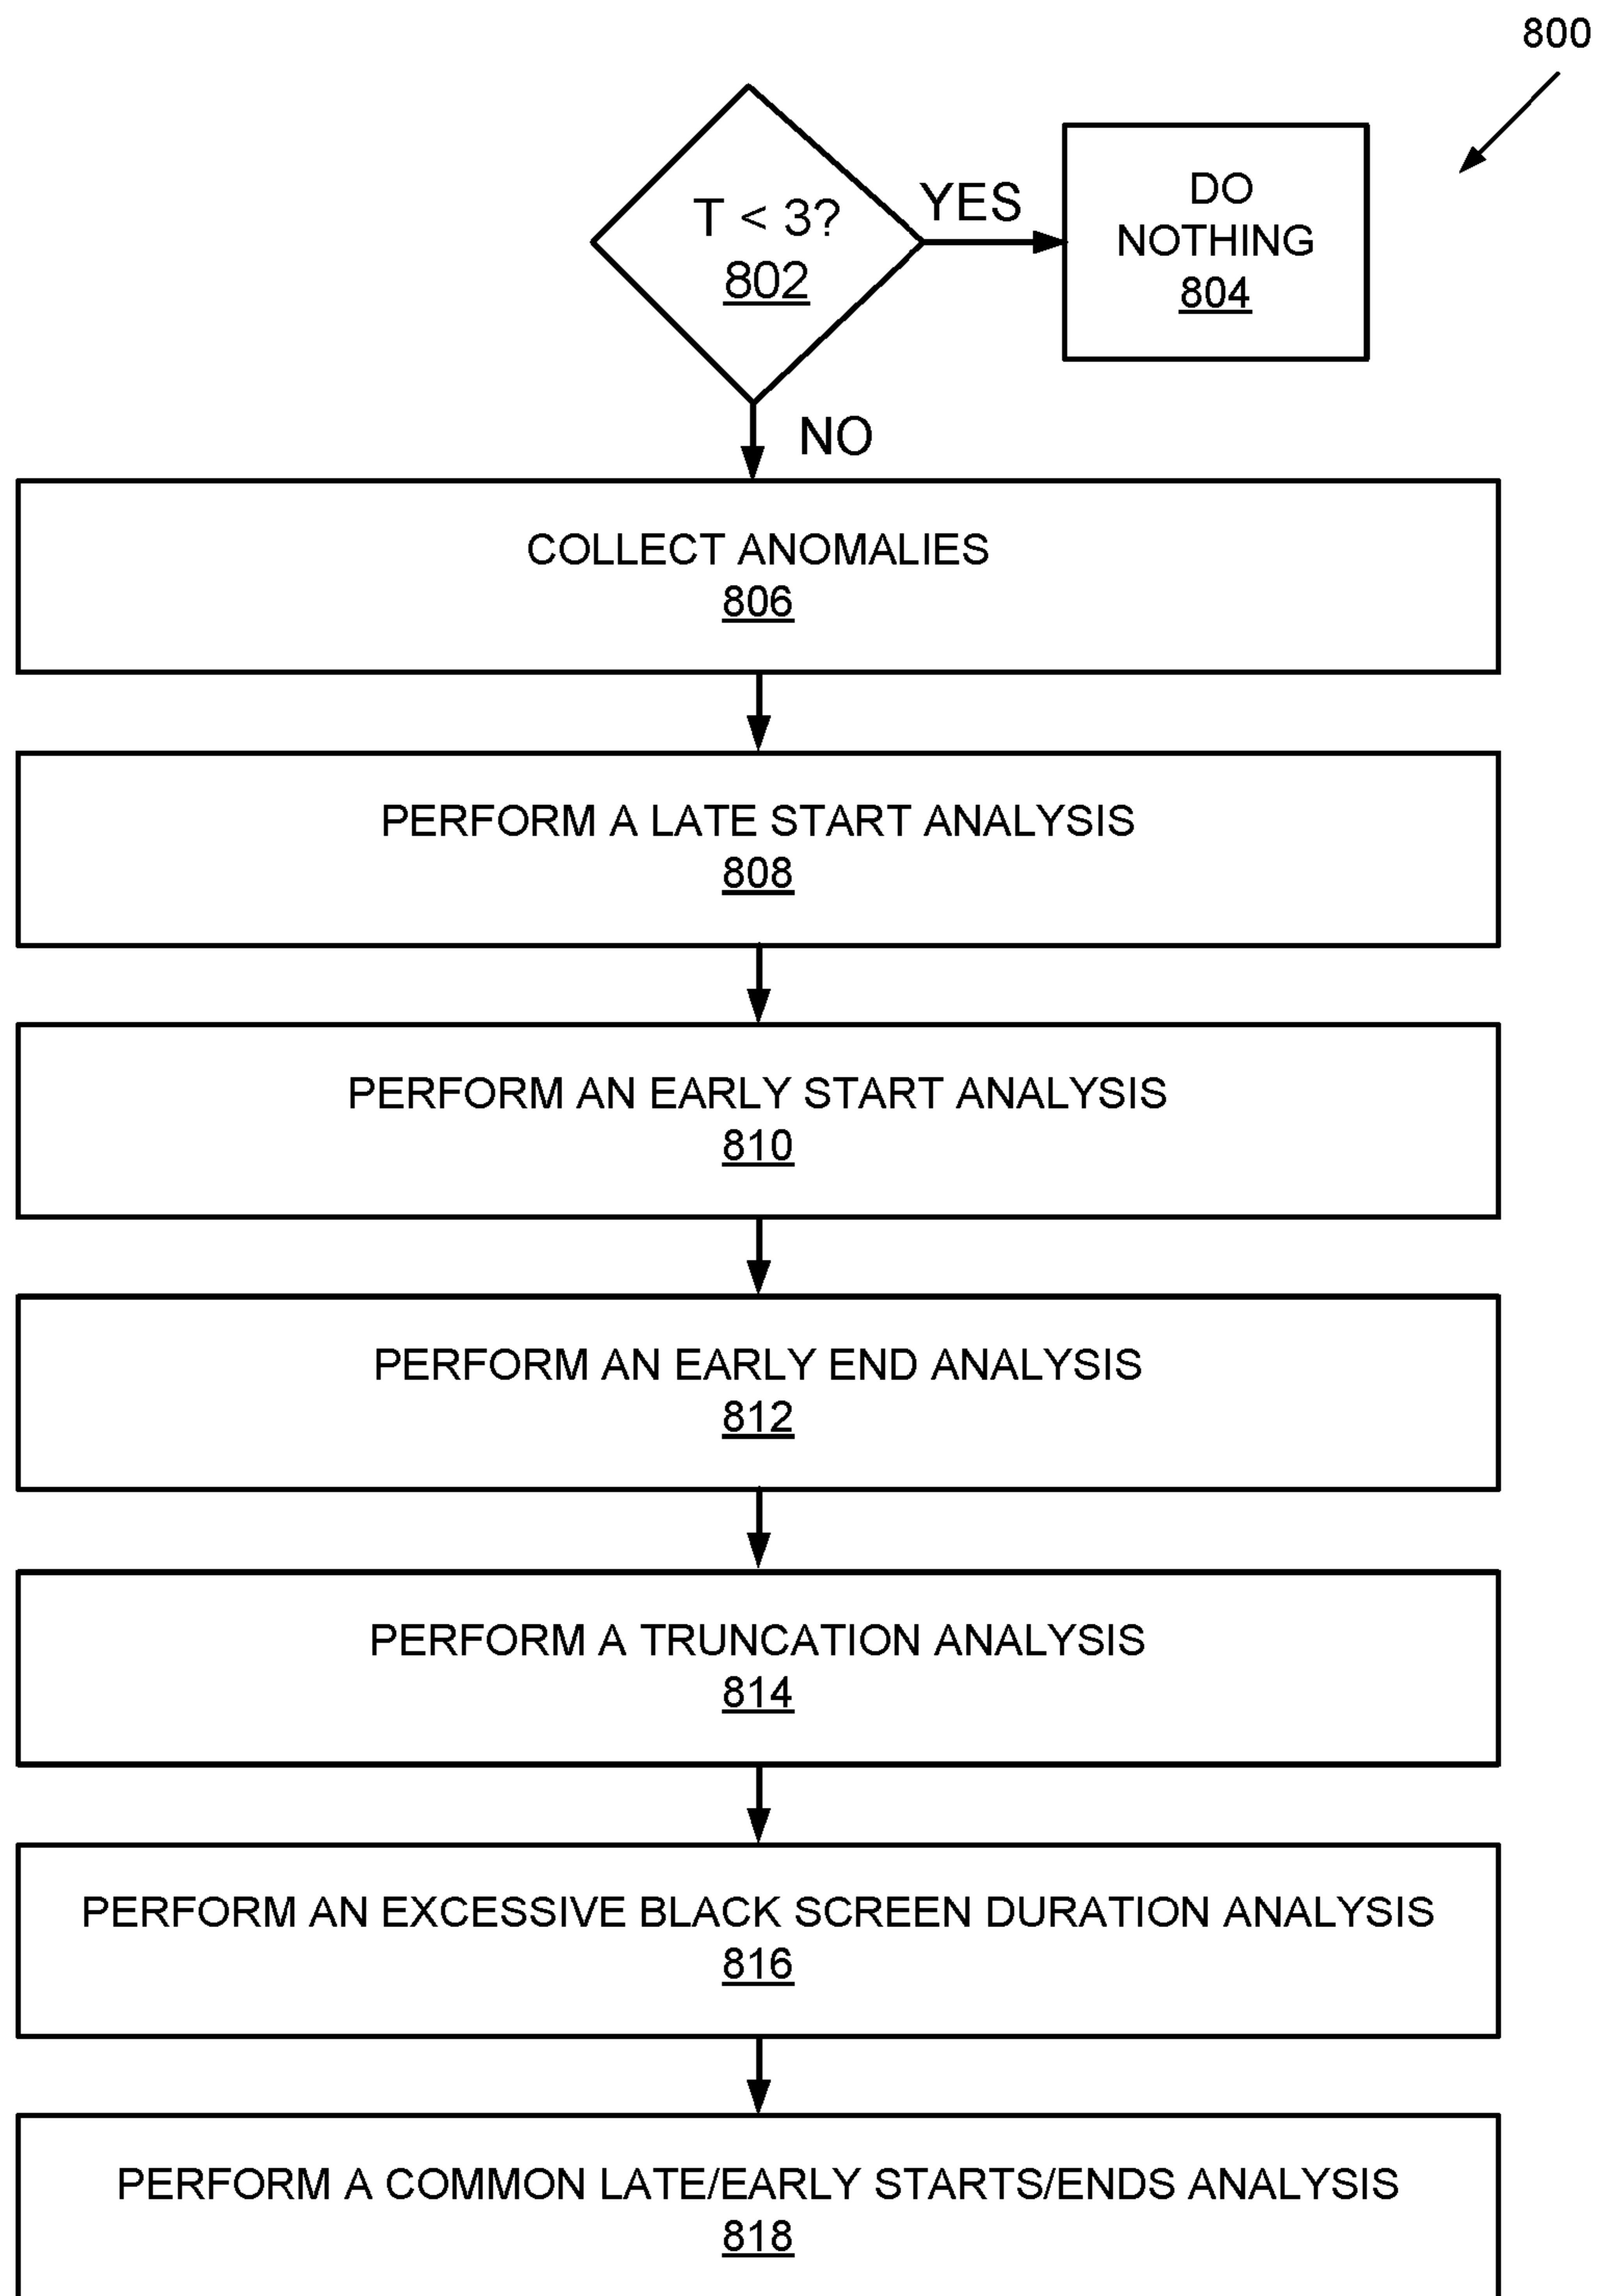 800
T < 3?
802
YES
DO
NOTHING
804
NO
COLLECT ANOMALIES
806
PERFORM A LATE START ANALYSIS
808
PERFORM AN EARLY START ANALYSIS
810
PERFORM AN EARLY END ANALYSIS
812
PERFORM A TRUNCATION ANALYSIS
814
PERFORM AN EXCESSIVE BLACK SCREEN DURATION ANALYSIS
816
PERFORM A COMMON LATE/EARLY STARTS/ENDS ANALYSIS
818